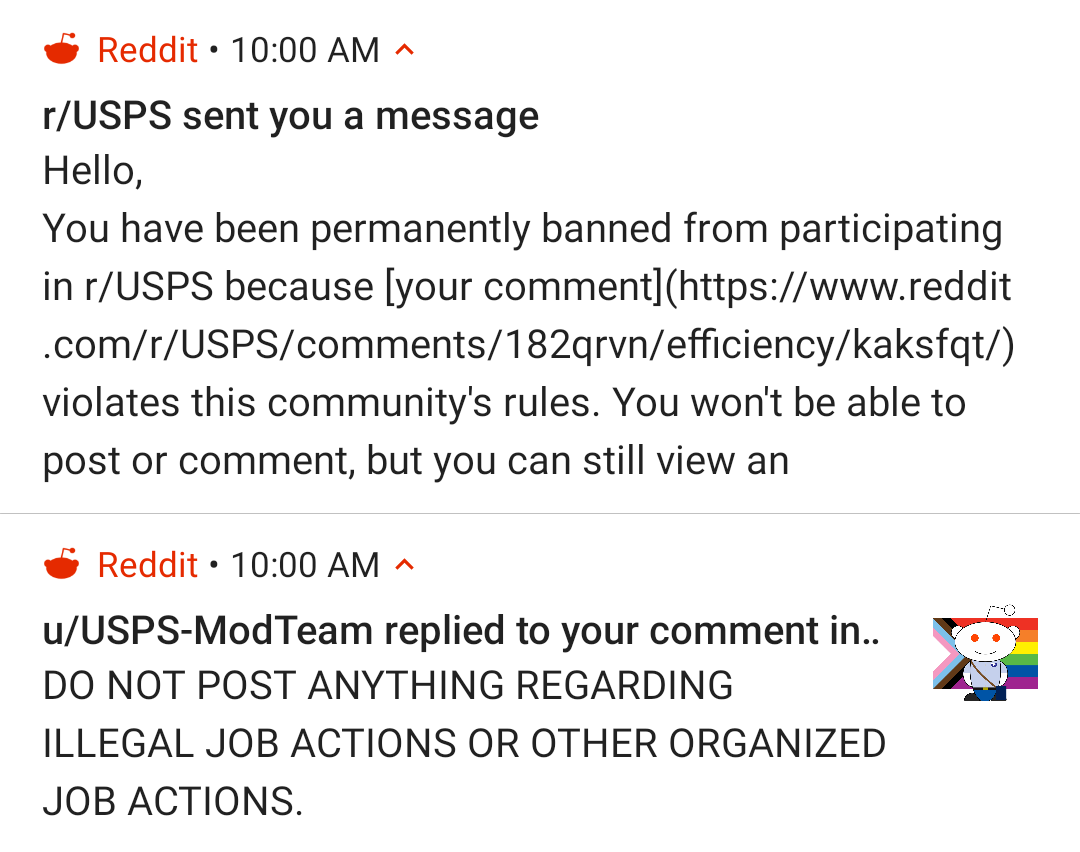 Reddit • 10:00 AM
r/USPS sent you a message
Hello,
You have been permanently banned from participating
in r/USPS because [your comment](https://www.reddit
.com/r/USPS/comments/182qrvn/efficiency/kaksfqt/)
violates this community's rules. You won't be able to
post or comment, but you can still view an
Reddit • 10:00 AM
u/USPS-ModTeam replied to your comment in..
DO NOT POST ANYTHING REGARDING
ILLEGAL JOB ACTIONS OR OTHER ORGANIZED
JOB ACTIONS.